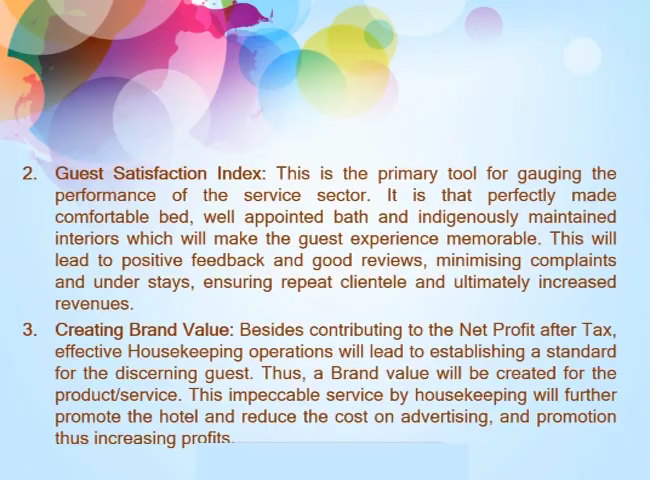 2. Guest Satisfaction Index: This is the primary tool for gauging the
performance of the service sector. It is that perfectly made
comfortable bed, well appointed bath and indigenously maintained
interiors which will make the guest experience memorable. This will
lead to positive feedback and good reviews, minimising complaints
and under stays, ensuring repeat clientele and ultimately increased
revenues.
3. Creating Brand Value: Besides contributing to the Net Profit after Tax,
effective Housekeeping operations will lead to establishing a standard
for the discerning guest. Thus, a Brand value will be created for the
product/service. This impeccable service by housekeeping will further
promote the hotel and reduce the cost on advertising, and promotion
thus increasing profits.